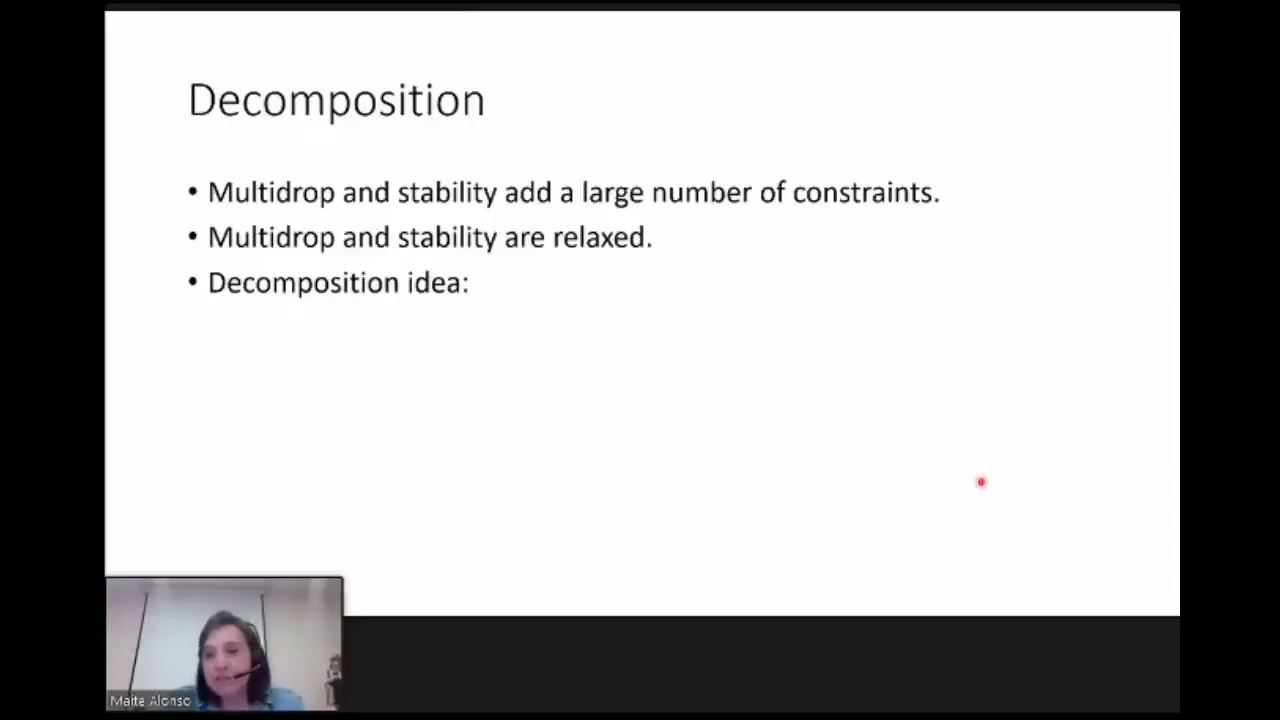 Decomposition
• Multidrop and stability add a large number of constraints.
• Multidrop and stability are relaxed.
• Decomposition idea:
Maite Alonso